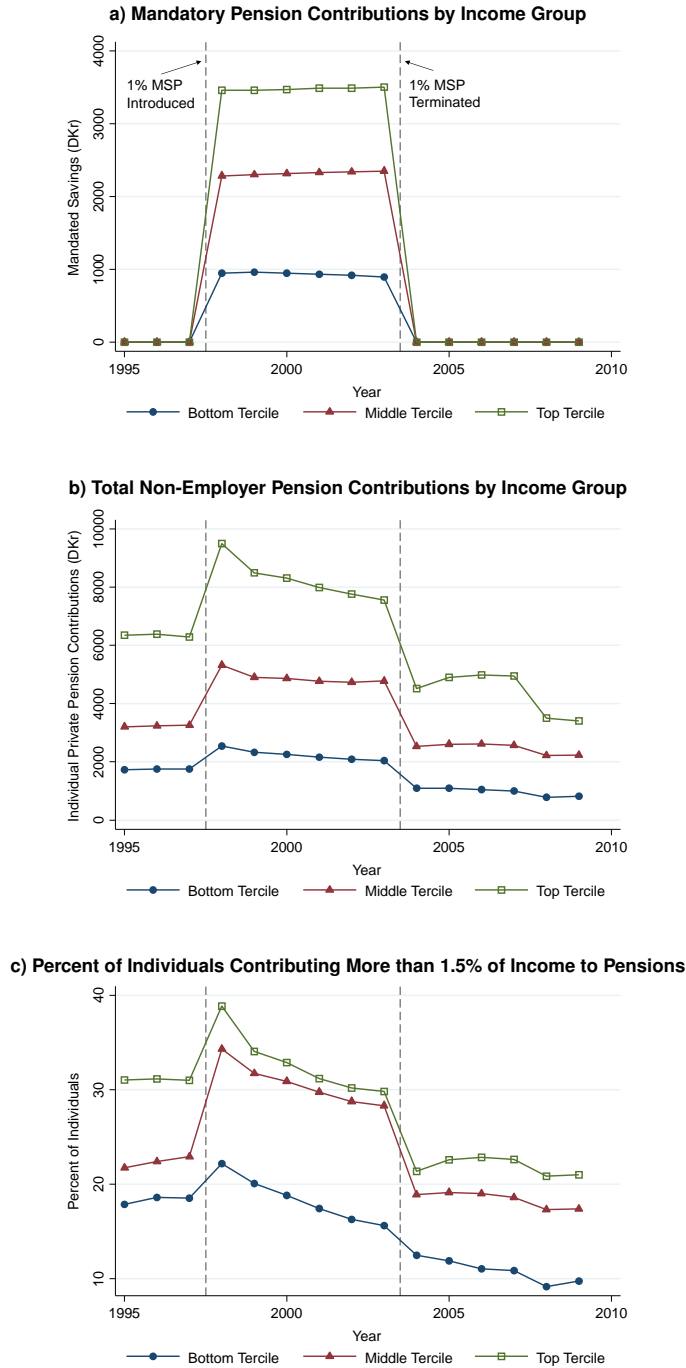 a) Mandatory Pension Contributions by Income Group
4000
3000
2000
1000
0
Mandated Savings (DKr)
1% MSP
Introduced
1% MSP
Terminated
1995
2000
2005
2010
Year
Bottom Tercile
Middle Tercile
Top Tercile
b) Total Non-Employer Pension Contributions by Income Group
10000
8000
6000
4000
2000
0
Individual Private Pension Contributions (DKr)
1995
2000
2005
2010
Year
Bottom Tercile
Middle Tercile
Top Tercile
c) Percent of Individuals Contributing More than 1.5% of Income to Pensions
40
30
20
10
Percent of Individuals
1995
2000
2005
2010
Year
Bottom Tercile
Middle Tercile
Top Tercile